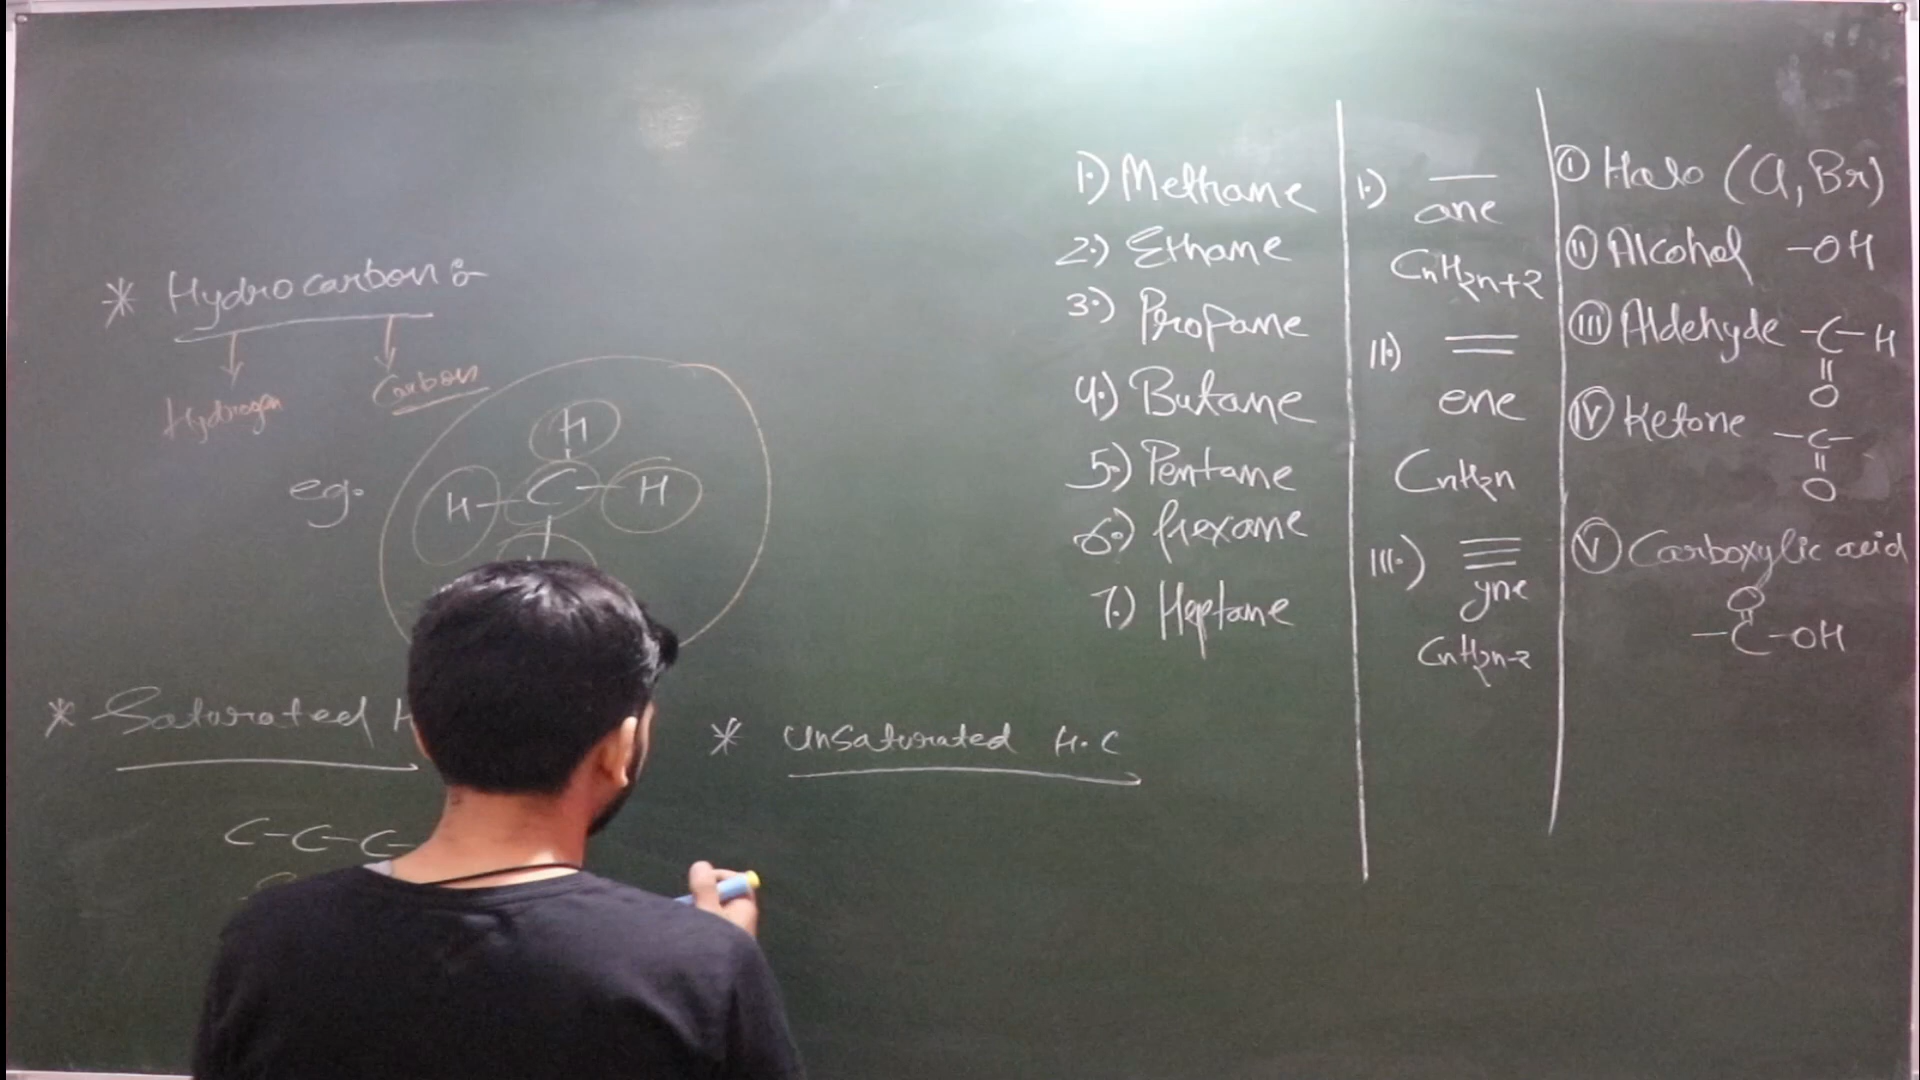 * Hydrocarbon :-
Hydrogen
Carbon
eg.
H
H-C-H
* Saturated H
C-C-C-
* Unsaturated H.C
1.) Methane
2.) Ethane
3.) Propane
4.) Butane
5.) Pentane
6.) Hexane
7.) Heptane
I.) —
ane
CnH2n+2
II.) =
ene
CnH2n
III.) ≡
yne
CnH2n-2
(I) Halo (Cl, Br)
(II) Alcohol -OH
(III) Aldehyde -C-H
||
O
(IV) Ketone -C-
||
O
(V) Carboxylic acid
O
||
-C-OH